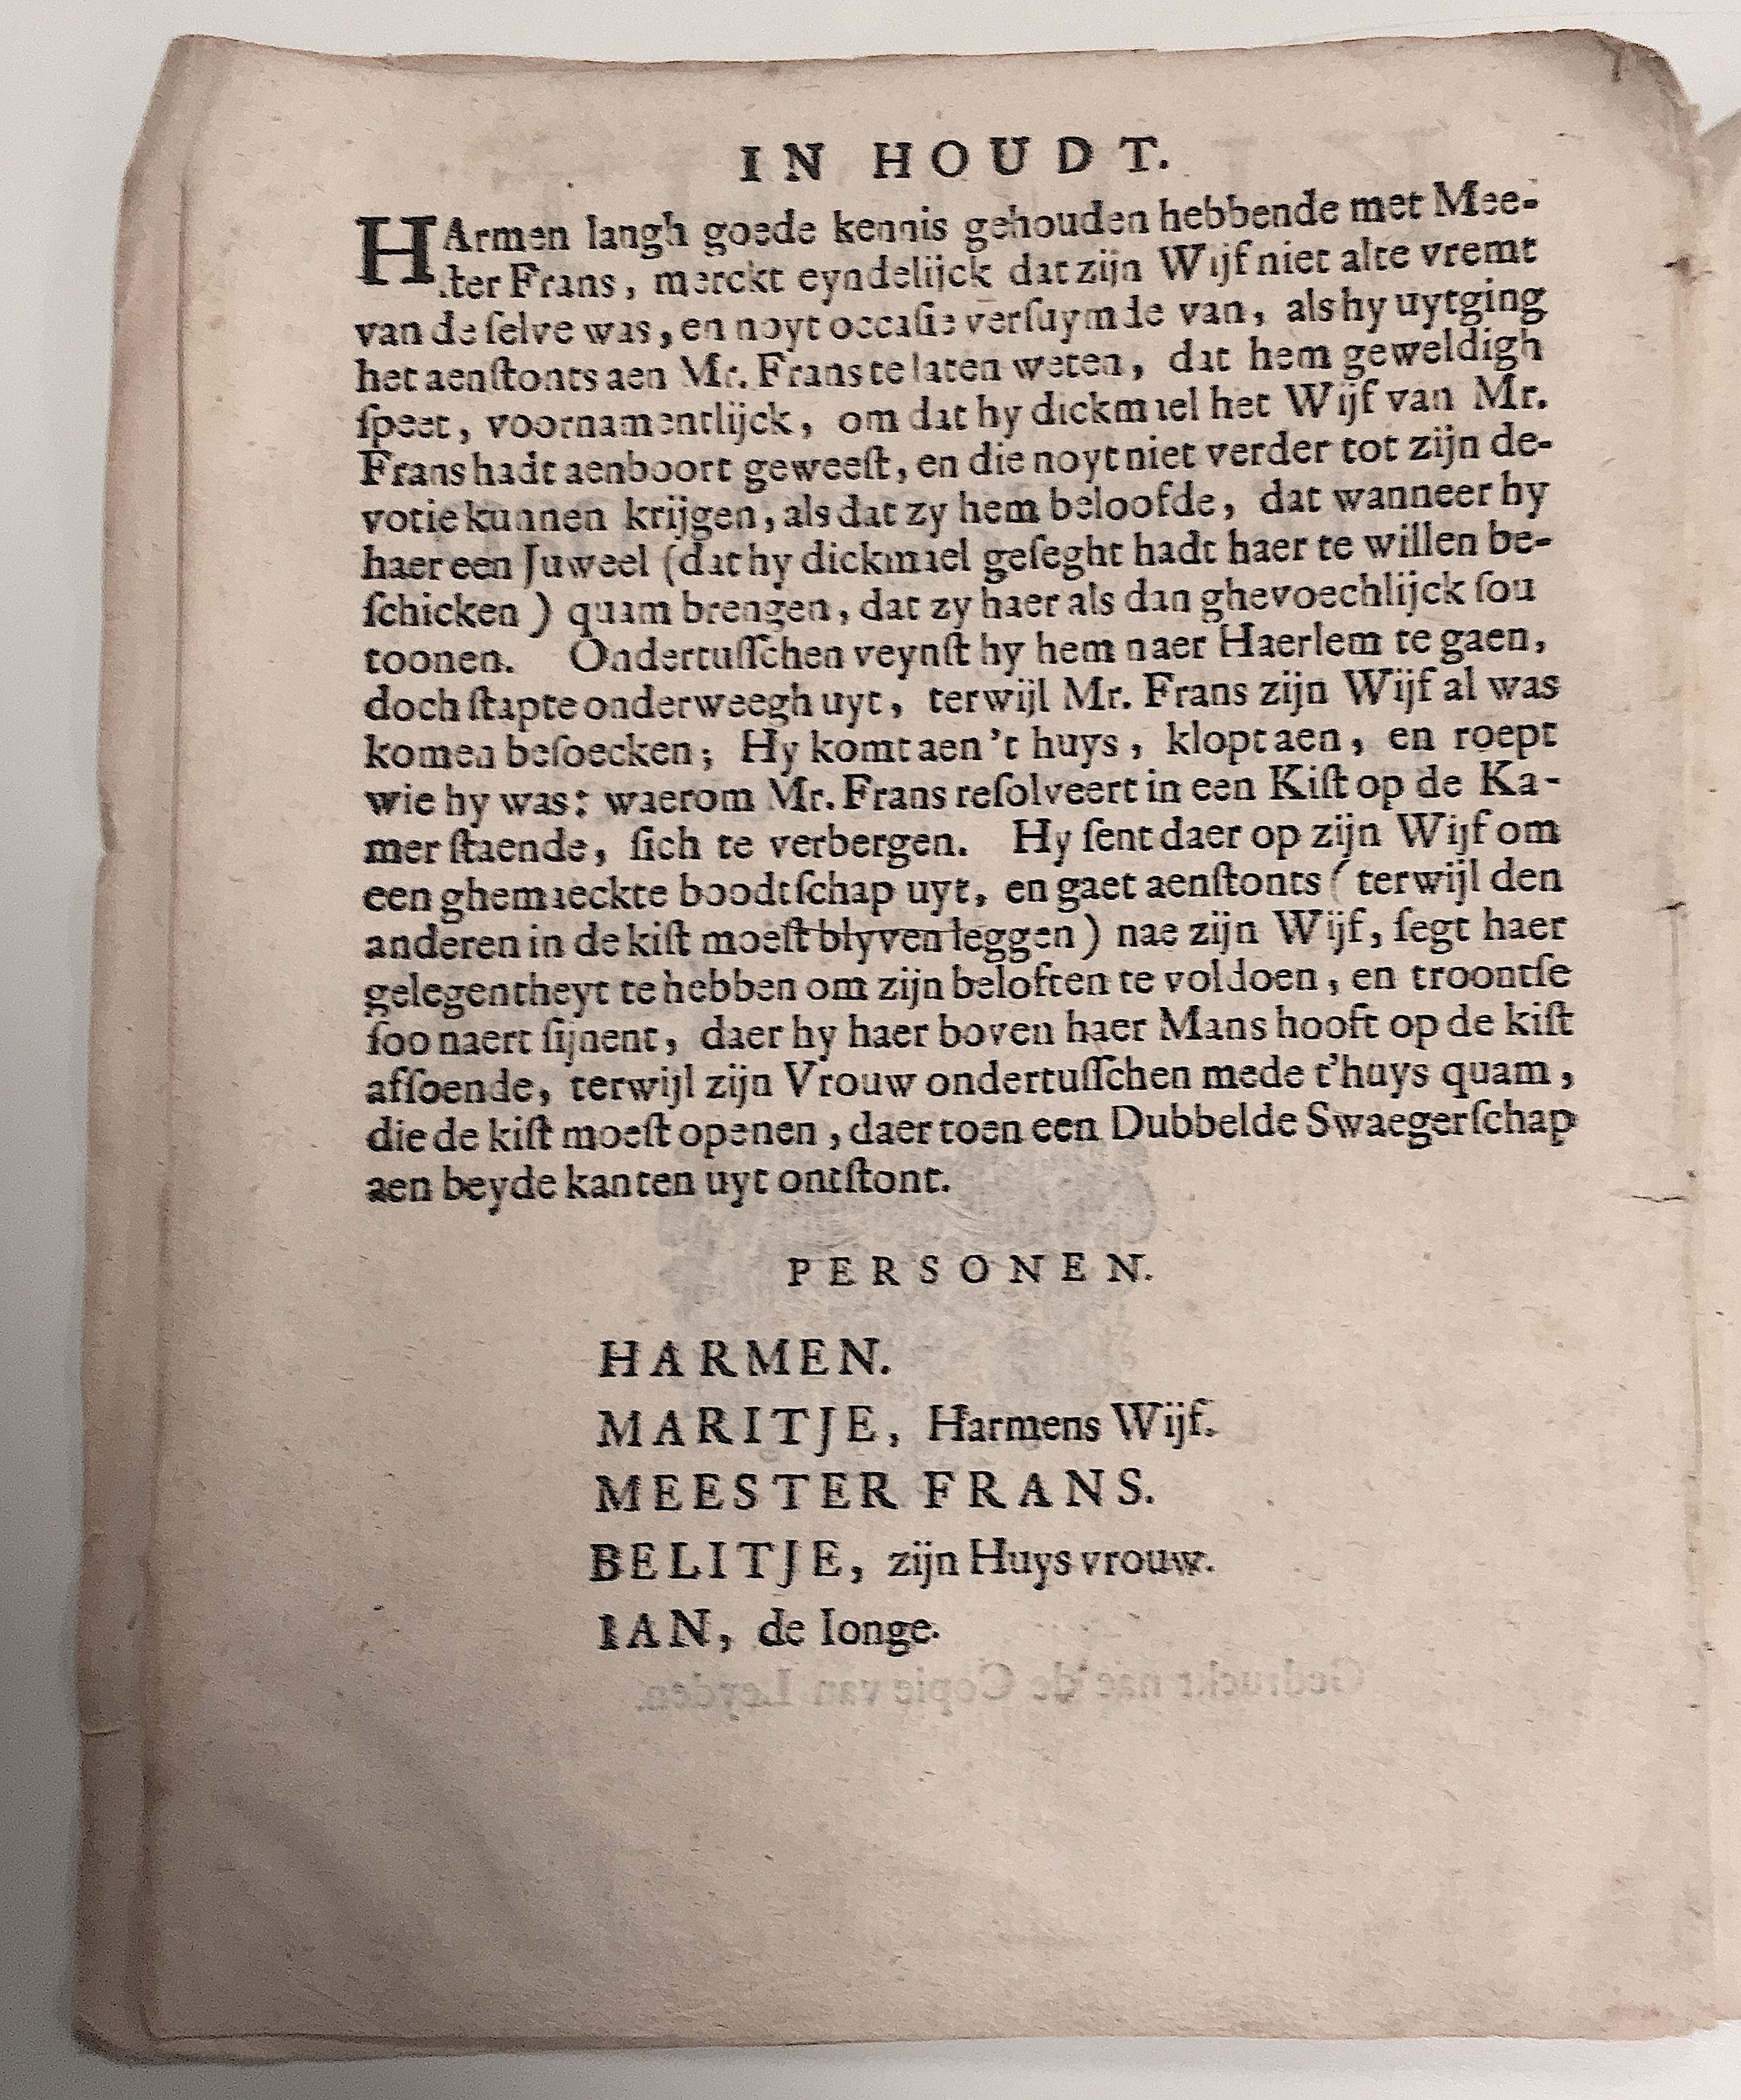 IN HOUDT.
HArmen langh goede kennis gehouden hebbende met Mee-
ster Frans, merckt eyndelijck dat zijn Wijf niet alte vremt
van de ſelve was, en noyt occaſie verſuymde van, als hy uytging
het aenſtonts aen Mr. Frans te laten weten, dat hem geweldigh
ſpeet, voornamentlijck, om dat hy dickmael het Wijf van Mr.
Frans hadt aenboort geweeſt, en die noyt niet verder tot zijn de-
votie kunnen krijgen, als dat zy hem beloofde, dat wanneer hy
haer een Juweel (dat hy dickmael geſeght hadt haer te willen be-
ſchicken) quam brengen, dat zy haer als dan ghevoechlijck ſou
toonen. Ondertuſſchen veynſt hy hem naer Haerlem te gaen,
doch ſtapte onderweegh uyt, terwijl Mr. Frans zijn Wijf al was
komen beſoecken; Hy komt aen 't huys, klopt aen, en roept
wie hy was: waerom Mr. Frans reſolveert in een Kiſt op de Ka-
mer ſtaende, ſich te verbergen. Hy ſent daer op zijn Wijf om
een ghemaeckte boodtſchap uyt, en gaet aenſtonts (terwijl den
anderen in de kiſt moeſt blyven leggen) nae zijn Wijf, ſegt haer
gelegentheyt te hebben om zijn beloften te voldoen, en troontſe
ſoo naert ſijnent, daer hy haer boven haer Mans hooft op de kiſt
afſoende, terwijl zijn Vrouw ondertuſſchen mede t'huys quam,
die de kiſt moeſt openen, daer toen een Dubbelde Swaegerſchap
aen beyde kanten uyt ontſtont.
PERSONEN.
HARMEN.
MARITJE, Harmens Wijf.
MEESTER FRANS.
BELITJE, zijn Huysvrouw.
IAN, de Ionge.
Gedruckt nae de Copie van Leyden.